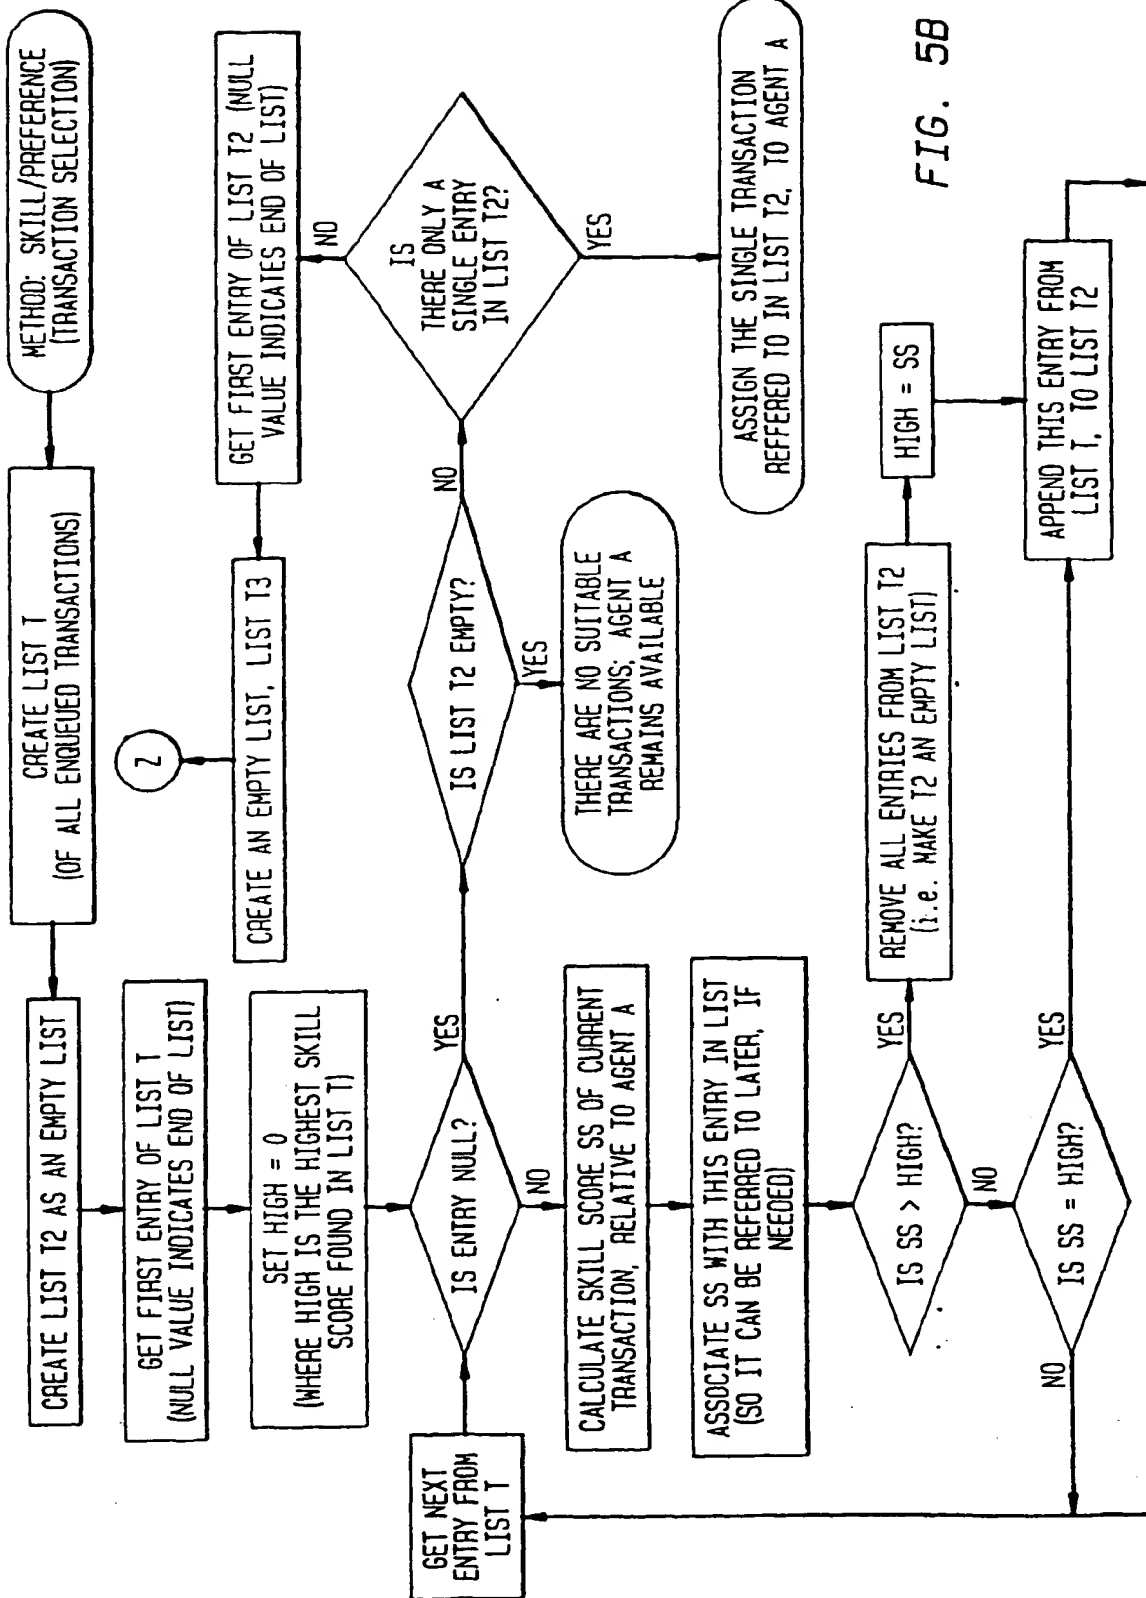 METHOD: SKILL/PREFERENCE
(TRANSACTION SELECTION)
CREATE LIST T
(OF ALL ENQUEUED TRANSACTIONS)
CREATE LIST T2 AS AN EMPTY LIST
GET FIRST ENTRY OF LIST T
(NULL VALUE INDICATES END OF LIST)
SET HIGH = 0
(WHERE HIGH IS THE HIGHEST SKILL
SCORE FOUND IN LIST T)
GET NEXT
ENTRY FROM
LIST T
IS ENTRY NULL?
YES
NO
IS LIST T2 EMPTY?
NO
YES
THERE ARE NO SUITABLE
TRANSACTIONS; AGENT A
REMAINS AVAILABLE
IS
THERE ONLY A
SINGLE ENTRY
IN LIST T2?
NO
YES
GET FIRST ENTRY OF LIST T2 (NULL
VALUE INDICATES END OF LIST)
CREATE AN EMPTY LIST, LIST T3
Z
ASSIGN THE SINGLE TRANSACTION
REFFERED TO IN LIST T2, TO AGENT A
CALCULATE SKILL SCORE SS OF CURRENT
TRANSACTION, RELATIVE TO AGENT A
ASSOCIATE SS WITH THIS ENTRY IN LIST
(SO IT CAN BE REFERRED TO LATER, IF
NEEDED)
IS SS > HIGH?
YES
NO
REMOVE ALL ENTRIES FROM LIST T2
(i.e. MAKE T2 AN EMPTY LIST)
HIGH = SS
IS SS = HIGH?
YES
NO
APPEND THIS ENTRY FROM
LIST T, TO LIST T2
FIG. 5B